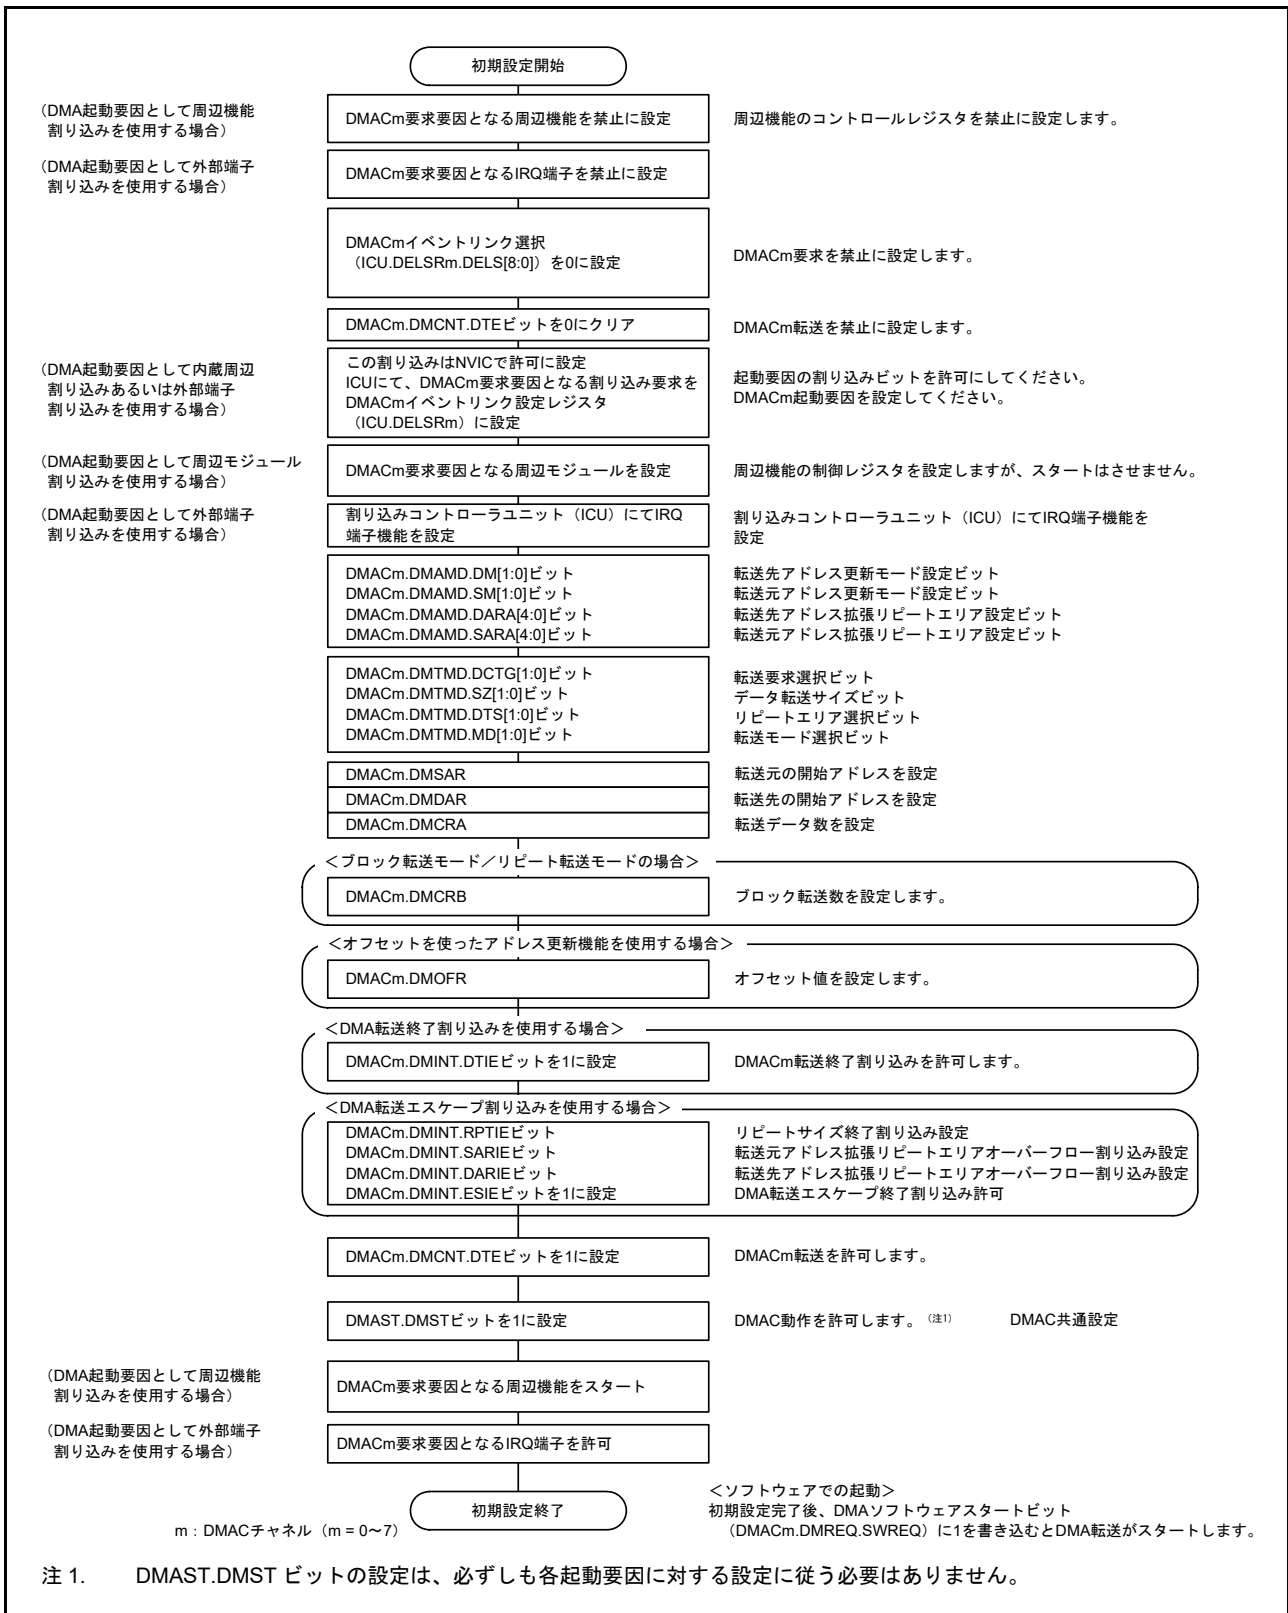 初期設定開始
（DMA起動要因として周辺機能
割り込みを使用する場合）
DMACm要求要因となる周辺機能を禁止に設定
周辺機能のコントロールレジスタを禁止に設定します。
（DMA起動要因として外部端子
割り込みを使用する場合）
DMACm要求要因となるIRQ端子を禁止に設定
DMACmイベントリンク選択
（ICU.DELSRm.DELS[8:0]）を0に設定
DMACm要求を禁止に設定します。
DMACm.DMCNT.DTEビットを0にクリア
DMACm転送を禁止に設定します。
（DMA起動要因として内蔵周辺
割り込みあるいは外部端子
割り込みを使用する場合）
この割り込みはNVICで許可に設定
ICUにて、DMACm要求要因となる割り込み要求を
DMACmイベントリンク設定レジスタ
（ICU.DELSRm）に設定
起動要因の割り込みビットを許可にしてください。
DMACm起動要因を設定してください。
（DMA起動要因として周辺モジュール
割り込みを使用する場合）
DMACm要求要因となる周辺モジュールを設定
周辺機能の制御レジスタを設定しますが、スタートはさせません。
（DMA起動要因として外部端子
割り込みを使用する場合）
割り込みコントローラユニット（ICU）にてIRQ
端子機能を設定
割り込みコントローラユニット（ICU）にてIRQ端子機能を
設定
DMACm.DMAMD.DM[1:0]ビット
転送先アドレス更新モード設定ビット
DMACm.DMAMD.SM[1:0]ビット
転送元アドレス更新モード設定ビット
DMACm.DMAMD.DARA[4:0]ビット
転送先アドレス拡張リピートエリア設定ビット
DMACm.DMAMD.SARA[4:0]ビット
転送元アドレス拡張リピートエリア設定ビット
DMACm.DMTMD.DCTG[1:0]ビット
転送要求選択ビット
DMACm.DMTMD.SZ[1:0]ビット
データ転送サイズビット
DMACm.DMTMD.DTS[1:0]ビット
リピートエリア選択ビット
DMACm.DMTMD.MD[1:0]ビット
転送モード選択ビット
DMACm.DMSAR
転送元の開始アドレスを設定
DMACm.DMDAR
転送先の開始アドレスを設定
DMACm.DMCRA
転送データ数を設定
＜ブロック転送モード／リピート転送モードの場合＞
DMACm.DMCRB
ブロック転送数を設定します。
＜オフセットを使ったアドレス更新機能を使用する場合＞
DMACm.DMOFR
オフセット値を設定します。
＜DMA転送終了割り込みを使用する場合＞
DMACm.DMINT.DTIEビットを1に設定
DMACm転送終了割り込みを許可します。
＜DMA転送エスケープ割り込みを使用する場合＞
DMACm.DMINT.RPTIEビット
リピートサイズ終了割り込み設定
DMACm.DMINT.SARIEビット
転送元アドレス拡張リピートエリアオーバーフロー割り込み設定
DMACm.DMINT.DARIEビット
転送先アドレス拡張リピートエリアオーバーフロー割り込み設定
DMACm.DMINT.ESIEビットを1に設定
DMA転送エスケープ終了割り込み許可
DMACm.DMCNT.DTEビットを1に設定
DMACm転送を許可します。
DMAST.DMSTビットを1に設定
DMAC動作を許可します。（注1） DMAC共通設定
（DMA起動要因として周辺機能
割り込みを使用する場合）
DMACm要求要因となる周辺機能をスタート
（DMA起動要因として外部端子
割り込みを使用する場合）
DMACm要求要因となるIRQ端子を許可
初期設定終了
＜ソフトウェアでの起動＞
初期設定完了後、DMAソフトウェアスタートビット
（DMACm.DMREQ.SWREQ）に1を書き込むとDMA転送がスタートします。
m：DMACチャネル（m = 0～7）
注 1. DMAST.DMST ビットの設定は、必ずしも各起動要因に対する設定に従う必要はありません。